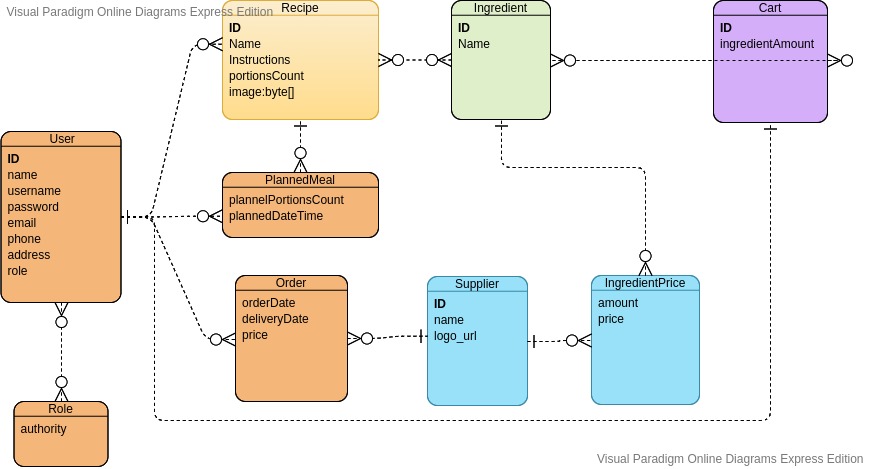 Visual Paradigm Online Diagrams Express Edition
Recipe
ID
Name
Instructions
portionsCount
image:byte[]
Ingredient
ID
Name
Cart
ID
ingredientAmount
User
ID
name
username
password
email
phone
address
role
PlannedMeal
plannelPortionsCount
plannedDateTime
Order
orderDate
deliveryDate
price
Supplier
ID
name
logo_url
IngredientPrice
amount
price
Role
authority
Visual Paradigm Online Diagrams Express Edition